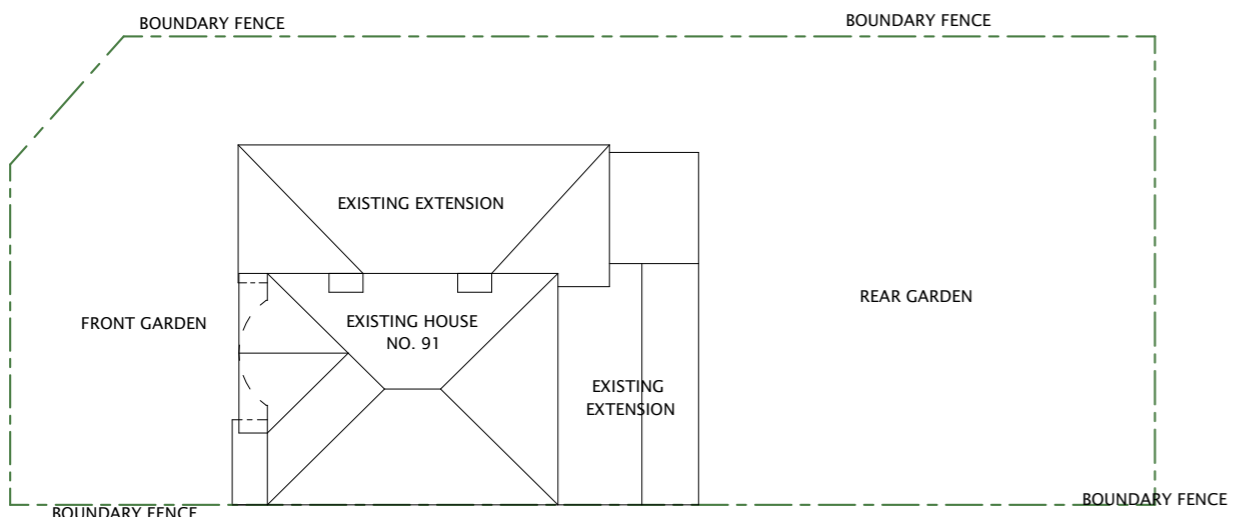 BOUNDARY FENCE
BOUNDARY FENCE
EXISTING EXTENSION
REAR GARDEN
FRONT GARDEN
EXISTING HOUSE
NO. 91
EXISTING
EXTENSION
BOUNDARY FENCE
BOUNDARY FENCE